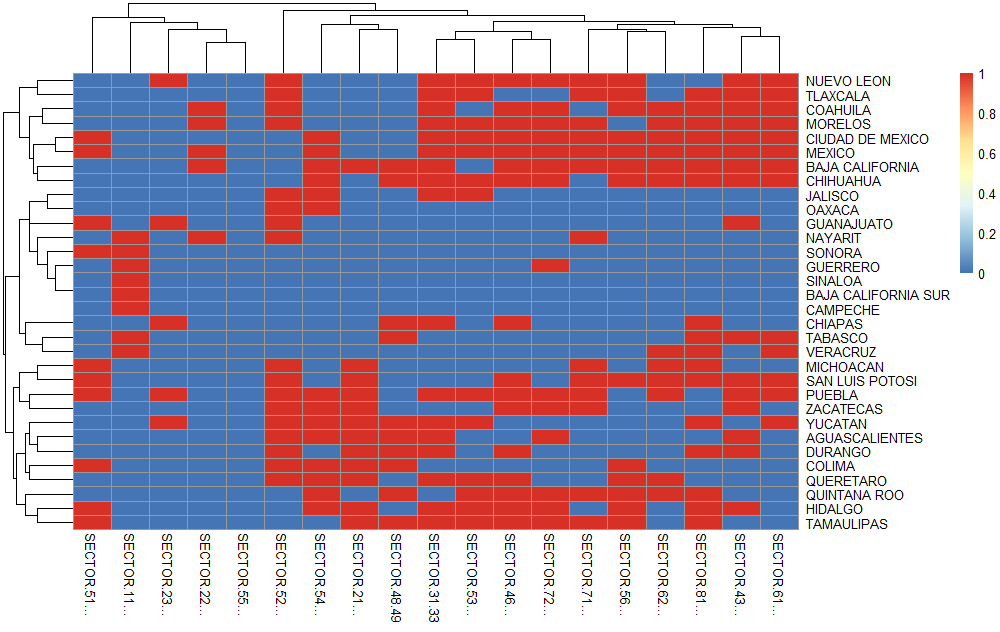 NUEVO LEON
TLAXCALA
COAHUILA
MORELOS
CIUDAD DE MEXICO
MEXICO
BAJA CALIFORNIA
CHIHUAHUA
JALISCO
OAXACA
GUANAJUATO
NAYARIT
SONORA
GUERRERO
SINALOA
BAJA CALIFORNIA SUR
CAMPECHE
CHIAPAS
TABASCO
VERACRUZ
MICHOACAN
SAN LUIS POTOSI
PUEBLA
ZACATECAS
YUCATAN
AGUASCALIENTES
DURANGO
COLIMA
QUERETARO
QUINTANA ROO
HIDALGO
TAMAULIPAS
1
0.8
0.6
0.4
0.2
0
SECTOR.51...
SECTOR.11...
SECTOR.23...
SECTOR.22...
SECTOR.55...
SECTOR.52...
SECTOR.54...
SECTOR.21...
SECTOR.48.49
SECTOR.31.33
SECTOR.53...
SECTOR.46...
SECTOR.72...
SECTOR.71...
SECTOR.56...
SECTOR.62...
SECTOR.81...
SECTOR.43...
SECTOR.61...